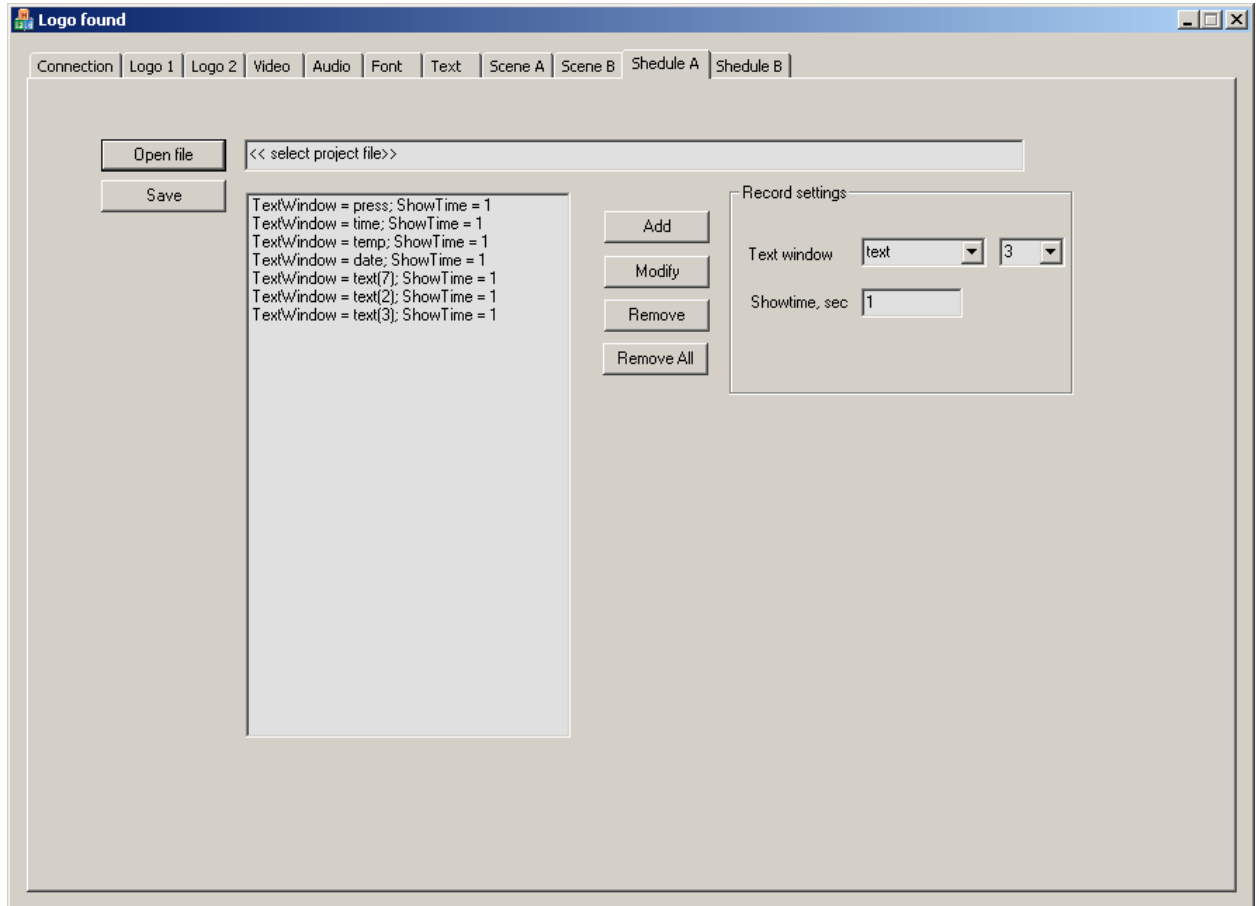 Logo found
Connection Logo 1 Logo 2 Video Audio Font Text Scene A Scene B Shedule A Shedule B
Open file
<< select project file>>
Save
TextWindow = press; ShowTime = 1
TextWindow = time; ShowTime = 1
TextWindow = temp; ShowTime = 1
TextWindow = date; ShowTime = 1
TextWindow = text(7); ShowTime = 1
TextWindow = text(2); ShowTime = 1
TextWindow = text(3); ShowTime = 1
Add
Modify
Remove
Remove All
Record settings
Text window text 3
Showtime, sec 1